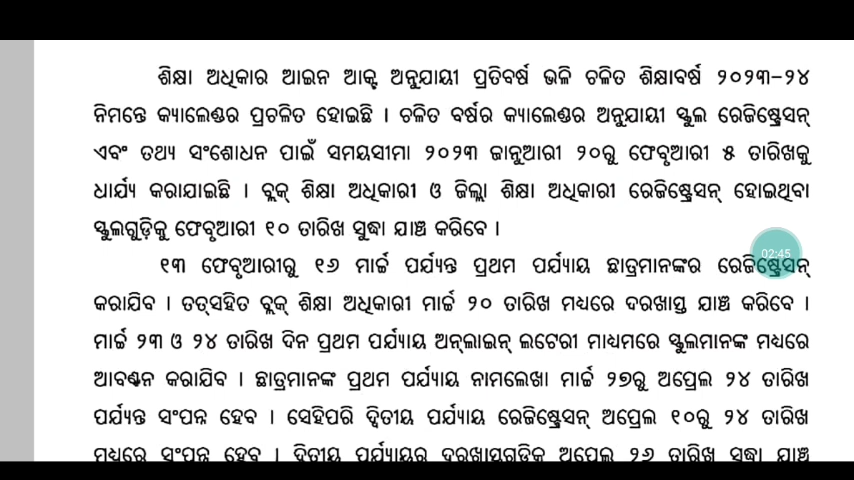 ଶିକ୍ଷା ଅଧିକାର ଆଇନ ଆକ୍ଟ ଅନୁଯାୟୀ ପ୍ରତିବର୍ଷ ଭଳି ଚଳିତ ଶିକ୍ଷାବର୍ଷ ୨୦୨୩-୨୪
ନିମନ୍ତେ କ୍ୟାଲେଣ୍ଡର ପ୍ରଚଳିତ ହୋଇଛି । ଚଳିତ ବର୍ଷର କ୍ୟାଲେଣ୍ଡର ଅନୁଯାୟୀ ସ୍କୁଲ ରେଜିଷ୍ଟ୍ରେସନ୍
ଏବଂ ତଥ୍ୟ ସଂଶୋଧନ ପାଇଁ ସମୟସୀମା ୨୦୨୩ ଜାନୁଆରୀ ୨୦ରୁ ଫେବୃଆରୀ ୫ ତାରିଖକୁ
ଧାର୍ଯ୍ୟ କରାଯାଇଛି । ବ୍ଲକ୍ ଶିକ୍ଷା ଅଧିକାରୀ ଓ ଜିଲ୍ଲା ଶିକ୍ଷା ଅଧିକାରୀ ରେଜିଷ୍ଟ୍ରେସନ୍ ହୋଇଥିବା
ସ୍କୁଲଗୁଡ଼ିକୁ ଫେବୃଆରୀ ୧୦ ତାରିଖ ସୁଦ୍ଧା ଯାଞ୍ଚ କରିବେ ।
02:45
୧୩ ଫେବୃଆରୀରୁ ୧୬ ମାର୍ଚ୍ଚ ପର୍ଯ୍ୟନ୍ତ ପ୍ରଥମ ପର୍ଯ୍ୟାୟ ଛାତ୍ରମାନଙ୍କର ରେଜିଷ୍ଟ୍ରେସନ୍
କରାଯିବ । ତତ୍‌ସହିତ ବ୍ଲକ୍ ଶିକ୍ଷା ଅଧିକାରୀ ମାର୍ଚ୍ଚ ୨୦ ତାରିଖ ମଧ୍ୟରେ ଦରଖାସ୍ତ ଯାଞ୍ଚ କରିବେ ।
ମାର୍ଚ୍ଚ ୨୩ ଓ ୨୪ ତାରିଖ ଦିନ ପ୍ରଥମ ପର୍ଯ୍ୟାୟ ଅନ୍‌ଲାଇନ୍ ଲଟେରୀ ମାଧ୍ୟମରେ ସ୍କୁଲମାନଙ୍କ ମଧ୍ୟରେ
ଆବଣ୍ଟନ କରାଯିବ । ଛାତ୍ରମାନଙ୍କ ପ୍ରଥମ ପର୍ଯ୍ୟାୟ ନାମଲେଖା ମାର୍ଚ୍ଚ ୨୭ରୁ ଅପ୍ରେଲ ୨୪ ତାରିଖ
ପର୍ଯ୍ୟନ୍ତ ସଂପନ୍ନ ହେବ । ସେହିପରି ଦ୍ୱିତୀୟ ପର୍ଯ୍ୟାୟ ରେଜିଷ୍ଟ୍ରେସନ୍ ଅପ୍ରେଲ ୧୦ରୁ ୨୪ ତାରିଖ
ମଧ୍ୟରେ ସଂପନ୍ନ ହେବ । ଦ୍ୱିତୀୟ ପର୍ଯ୍ୟାୟର ଦରଖାସ୍ତଗୁଡ଼ିକ ଅପ୍ରେଲ ୨୬ ତାରିଖ ସୁଦ୍ଧା ଯାଞ୍ଚ